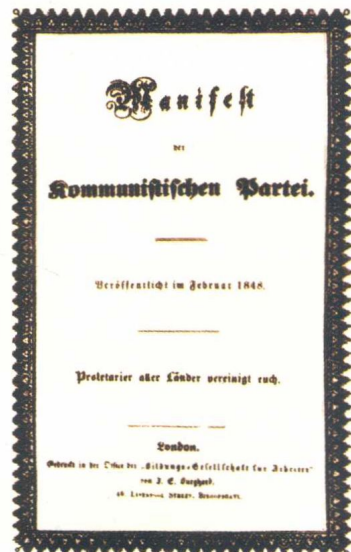 Manifest
der
Kommunistischen Partei.
Veröffentlicht im Februar 1848.
Proletarier aller Länder vereinigt euch.
London.
Gedruckt in der Office der „Bildungs-Gesellschaft für Arbeiter“
von J. E. Burghard.
46, Liverpool Street, Bishopsgate.